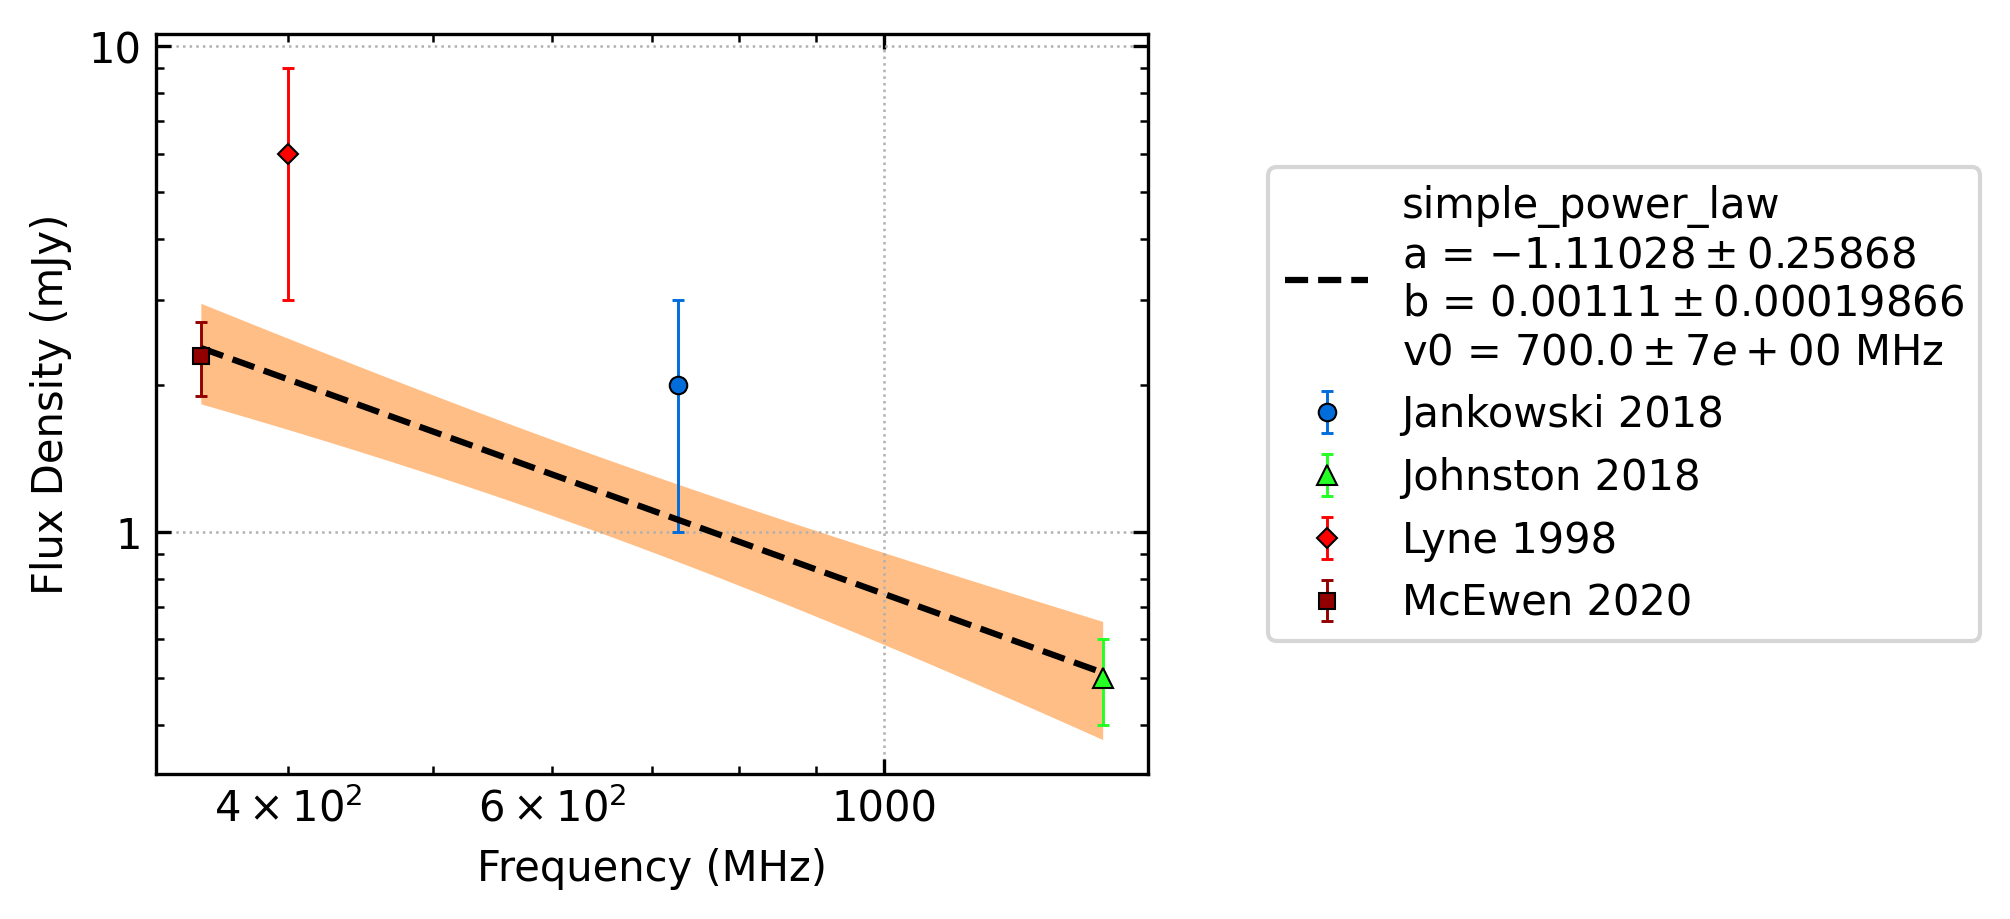 10
1
Flux Density (mJy)
4 × 10²
6 × 10²
1000
Frequency (MHz)
simple_power_law
a = −1.11028 ± 0.25868
b = 0.00111 ± 0.00019866
v0 = 700.0 ± 7e + 00 MHz
Jankowski 2018
Johnston 2018
Lyne 1998
McEwen 2020